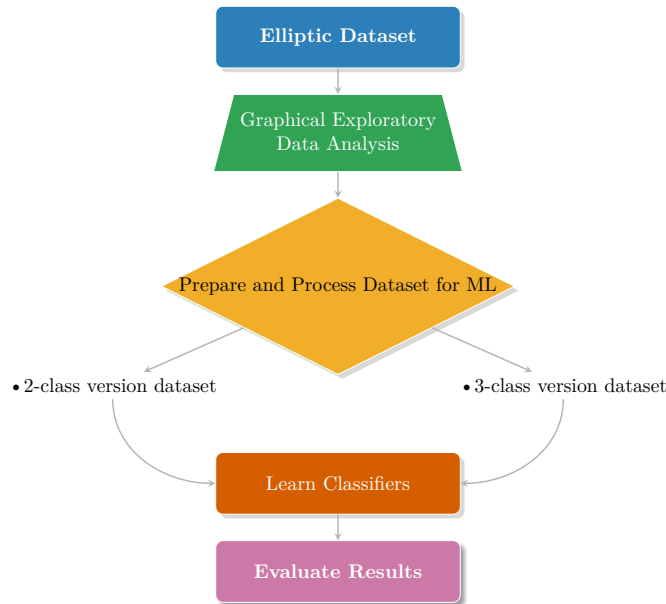 Elliptic Dataset
Graphical Exploratory
Data Analysis
Prepare and Process Dataset for ML
• 2-class version dataset
• 3-class version dataset
Learn Classifiers
Evaluate Results